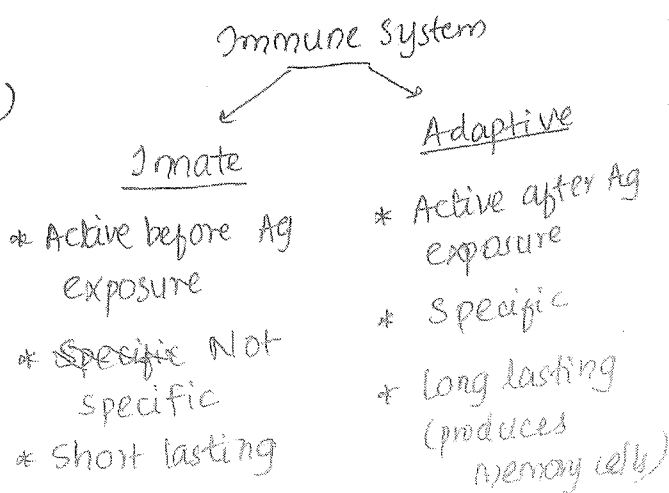 Immune System
)
Innate
* Active before Ag
exposure
* Specific Not
specific
* Short lasting
Adaptive
* Active after Ag
exposure
* Specific
* Long lasting
(produces
memory cells)